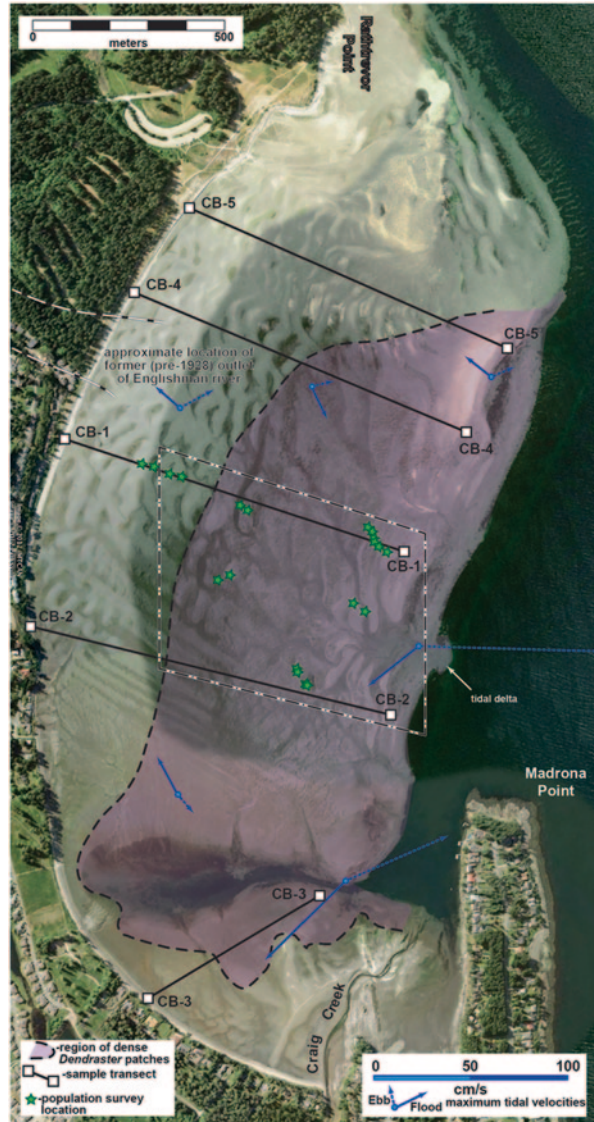 0 500
meters
Rathtrevor
Point
CB-5
CB-4
CB-5
approximate location of
former (pre-1928) outlet
of Englishman river
CB-1
CB-4
CB-1
CB-2
CB-2
tidal delta
Madrona
Point
CB-3
CB-3
Craig Creek
-region of dense
Dendraster patches
-sample transect
-population survey
location
0 50 100
cm/s
Ebb Flood maximum tidal velocities